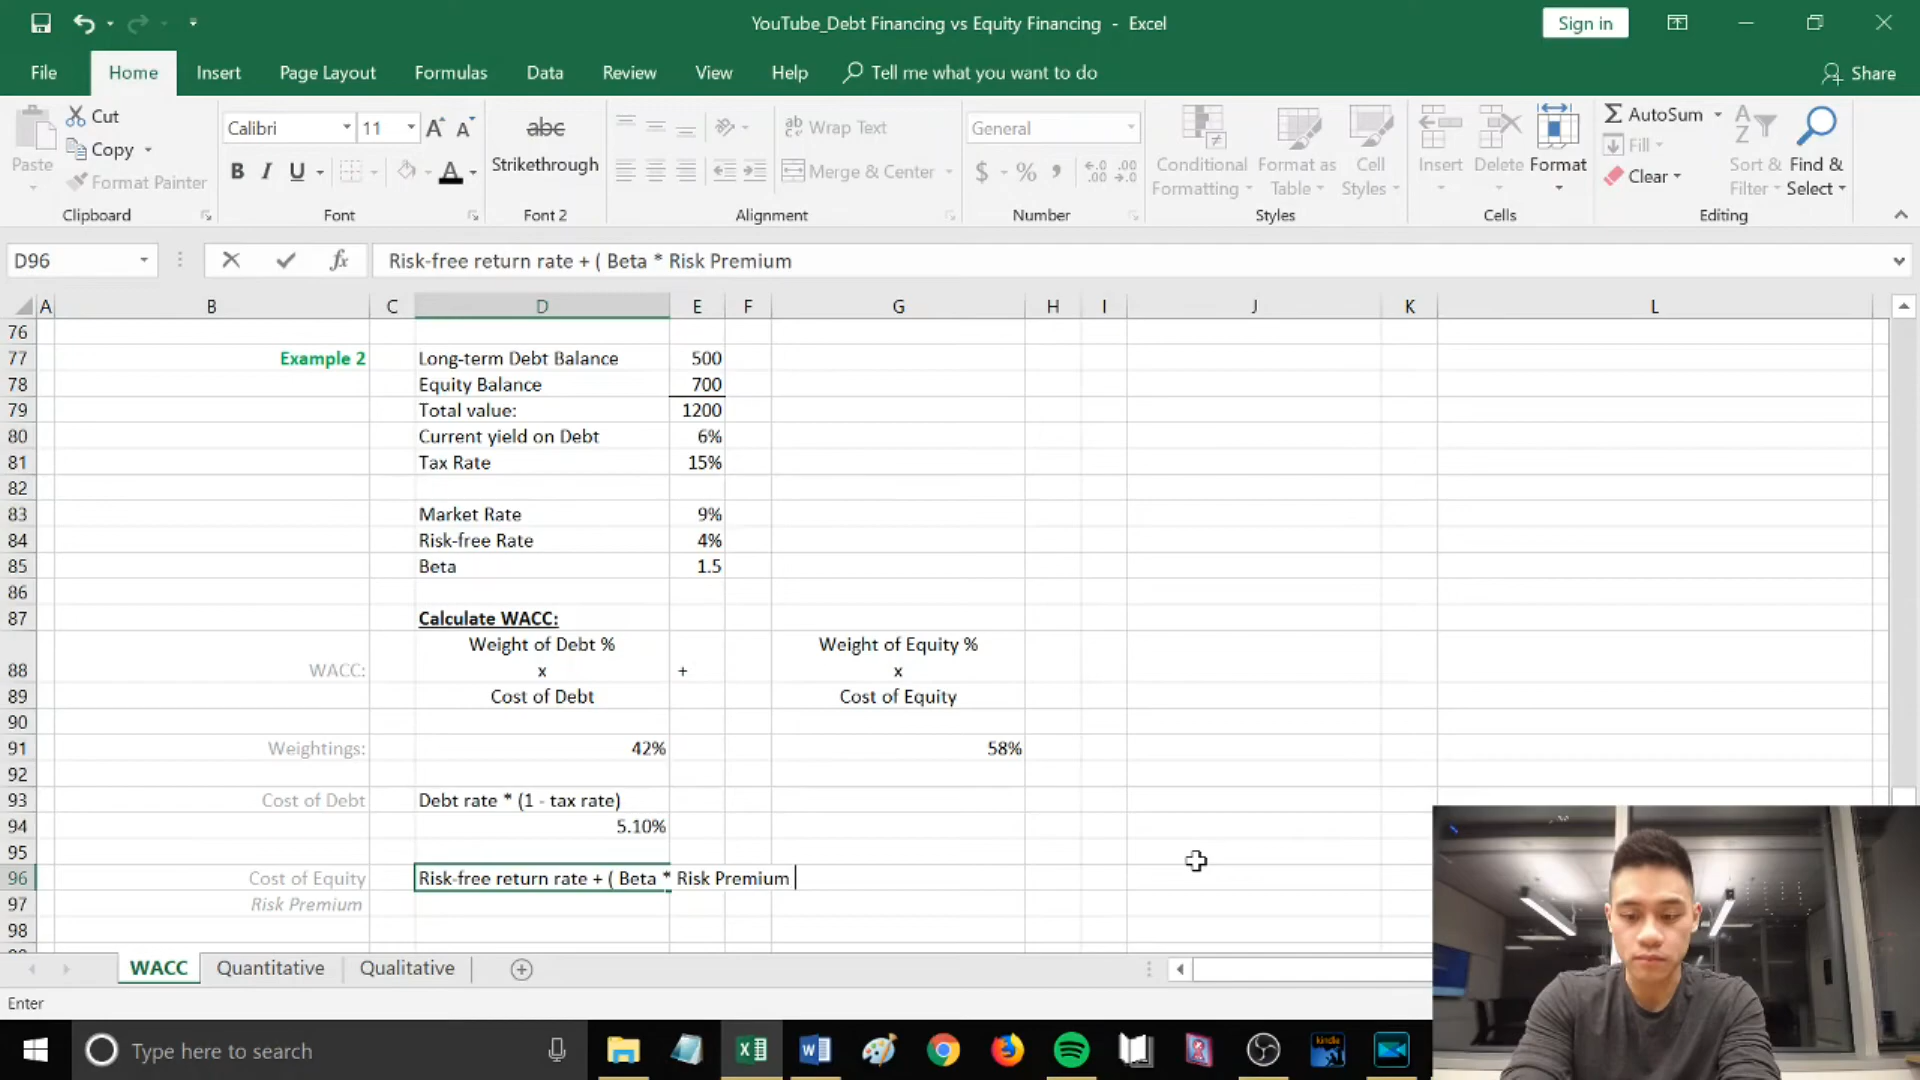 YouTube_Debt Financing vs Equity Financing - Excel
Sign in
File Home Insert Page Layout Formulas Data Review View Help Tell me what you want to do Share
Paste
Cut
Copy
Format Painter
Clipboard
Calibri 11
B I U
Font
abc
Strikethrough
Font 2
Wrap Text
Merge & Center
Alignment
General
$ %
Number
Conditional Formatting
Format as Table
Cell Styles
Styles
Insert Delete Format
Cells
AutoSum
Fill
Clear
Sort & Filter
Find & Select
Editing
D96 fx Risk-free return rate + ( Beta * Risk Premium
A B C D E F G H I J K L
76
77 Example 2 Long-term Debt Balance 500
78 Equity Balance 700
79 Total value: 1200
80 Current yield on Debt 6%
81 Tax Rate 15%
82
83 Market Rate 9%
84 Risk-free Rate 4%
85 Beta 1.5
86
87 Calculate WACC:
Weight of Debt % Weight of Equity %
88 WACC: x + x
89 Cost of Debt Cost of Equity
90
91 Weightings: 42% 58%
92
93 Cost of Debt Debt rate * (1 - tax rate)
94 5.10%
95
96 Cost of Equity Risk-free return rate + ( Beta * Risk Premium
97 Risk Premium
98
WACC Quantitative Qualitative
Enter
Type here to search
kindle